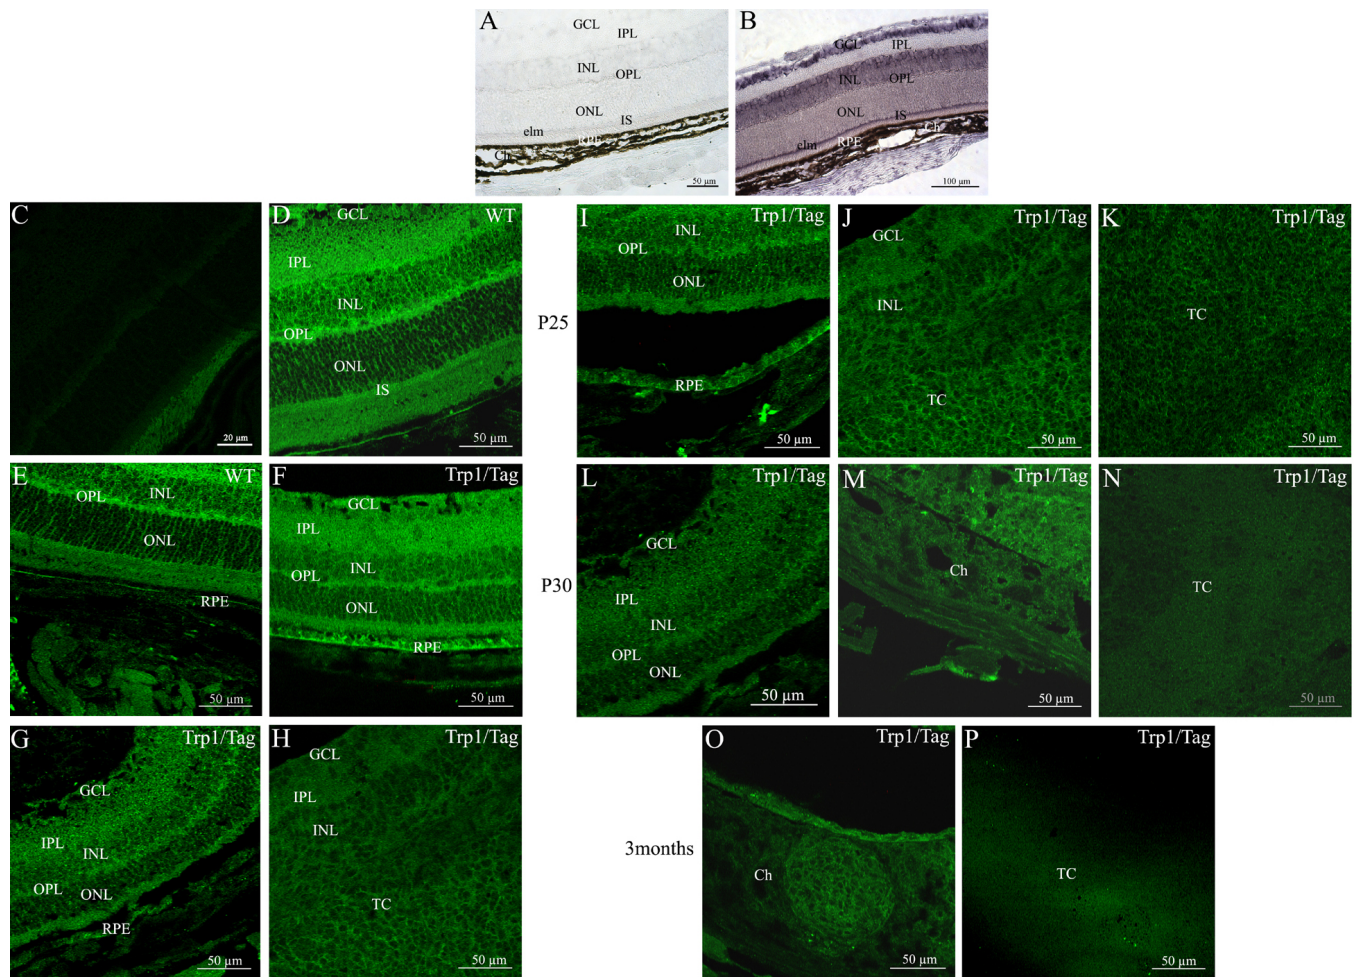 A
GCL
IPL
INL
OPL
ONL
IS
elm
RPE
Ch
50 µm
B
GCL
IPL
INL
OPL
ONL
IS
elm
RPE
Ch
100 µm
C
20 µm
D
WT
GCL
IPL
INL
OPL
ONL
IS
50 µm
I
Trp1/Tag
INL
OPL
ONL
RPE
50 µm
P25
J
Trp1/Tag
GCL
INL
TC
50 µm
K
Trp1/Tag
TC
50 µm
E
WT
INL
OPL
ONL
RPE
50 µm
F
Trp1/Tag
GCL
IPL
INL
OPL
ONL
RPE
50 µm
P30
L
Trp1/Tag
GCL
IPL
INL
OPL
ONL
50 µm
M
Trp1/Tag
Ch
50 µm
N
Trp1/Tag
TC
50 µm
G
Trp1/Tag
GCL
IPL
INL
OPL
ONL
RPE
50 µm
H
Trp1/Tag
GCL
IPL
INL
TC
50 µm
3months
O
Trp1/Tag
Ch
50 µm
P
Trp1/Tag
TC
50 µm